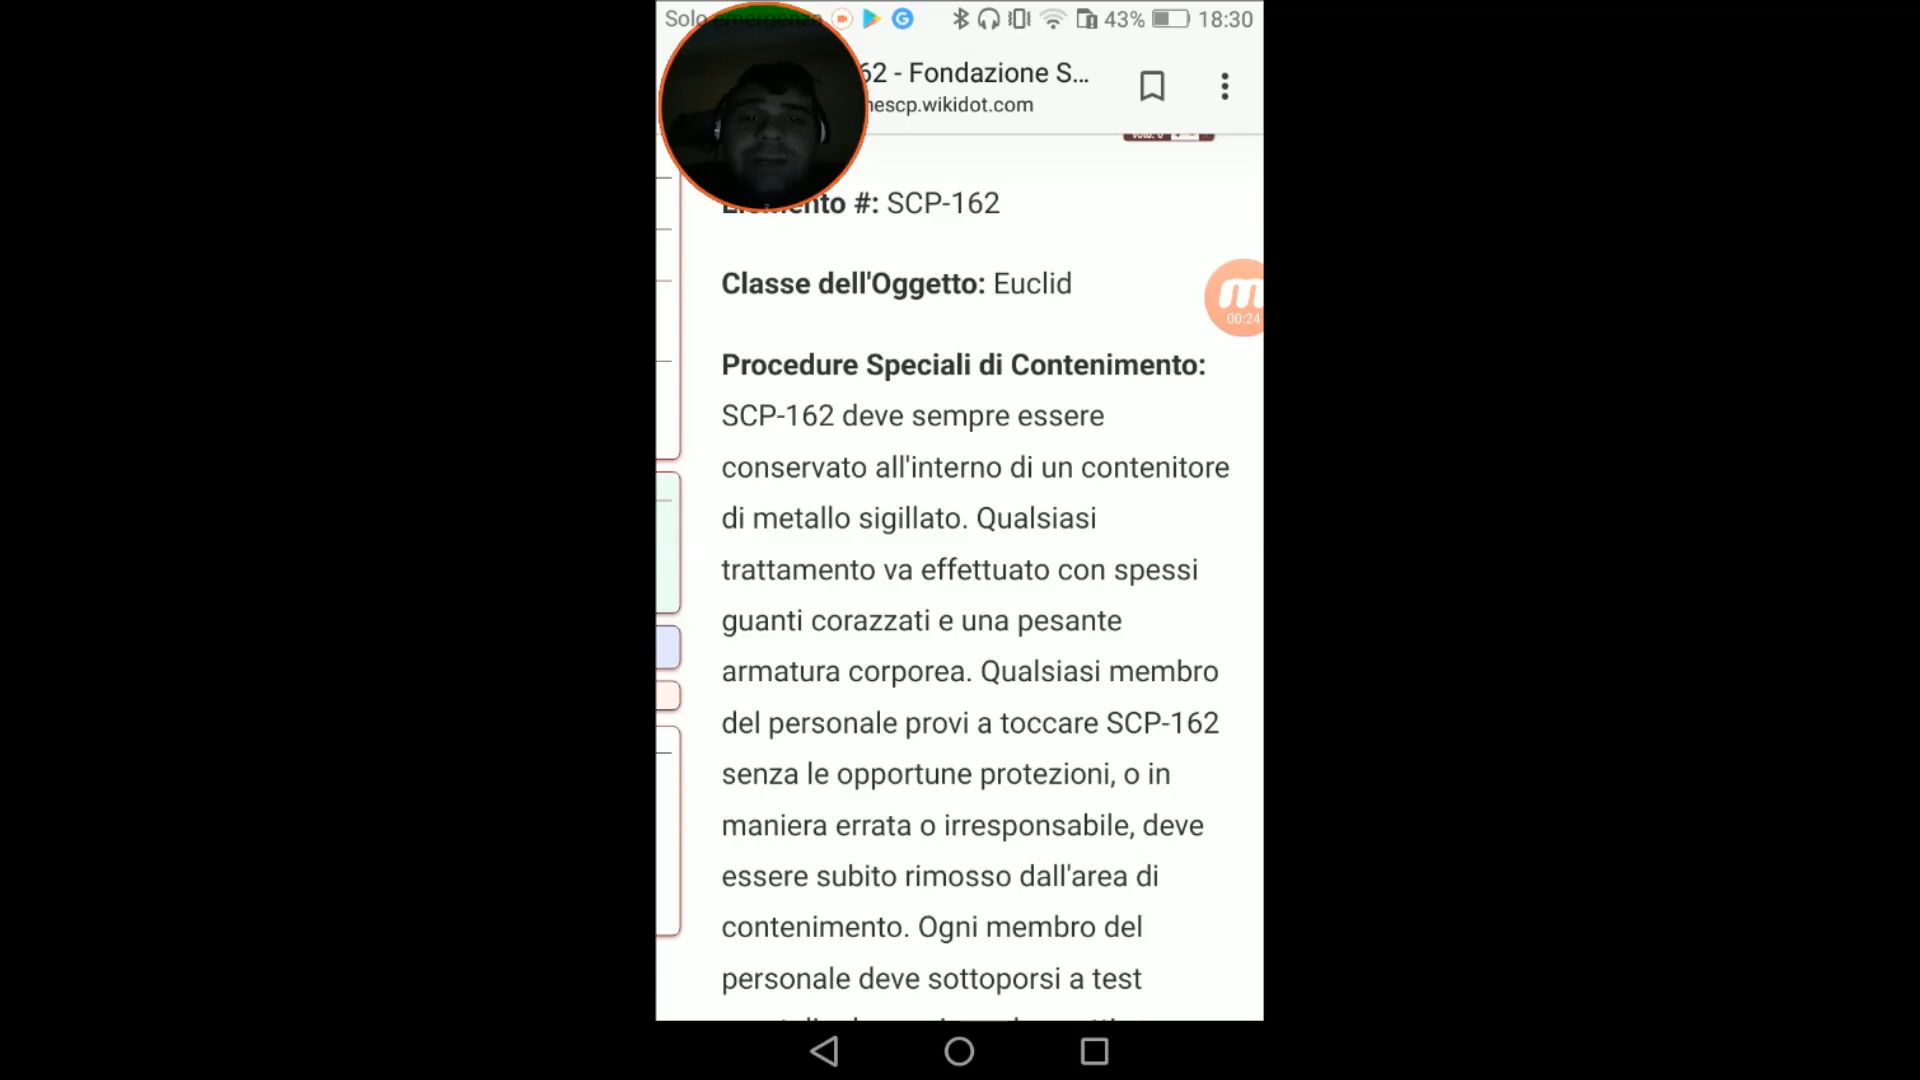 Solo emergenza 43% 18:30
62 - Fondazione S...
nescp.wikidot.com
Elemento #: SCP-162
Classe dell'Oggetto: Euclid
00:24
Procedure Speciali di Contenimento:
SCP-162 deve sempre essere
conservato all'interno di un contenitore
di metallo sigillato. Qualsiasi
trattamento va effettuato con spessi
guanti corazzati e una pesante
armatura corporea. Qualsiasi membro
del personale provi a toccare SCP-162
senza le opportune protezioni, o in
maniera errata o irresponsabile, deve
essere subito rimosso dall'area di
contenimento. Ogni membro del
personale deve sottoporsi a test